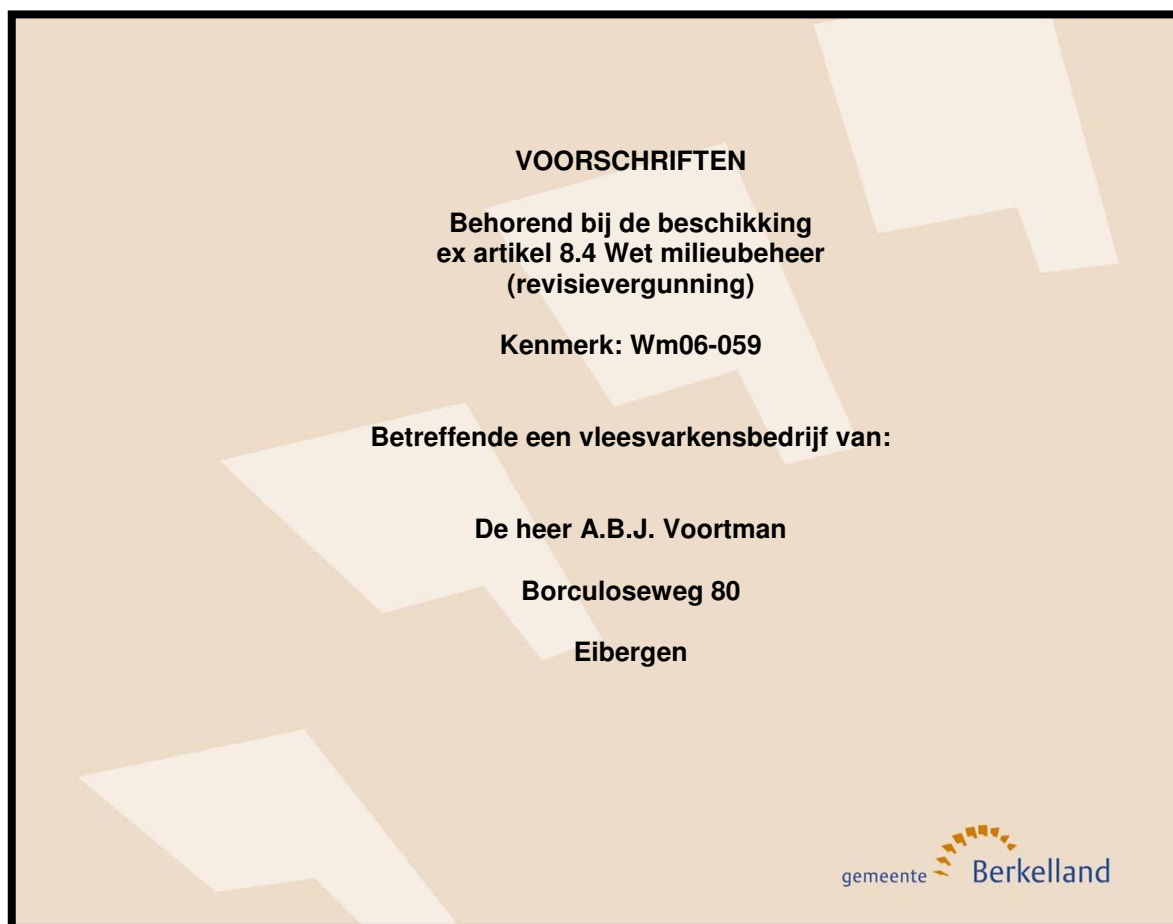 VOORSCHRIFTEN
Behorend bij de beschikking
ex artikel 8.4 Wet milieubeheer
(revisievergunning)
Kenmerk: Wm06-059
Betreffende een vleesvarkensbedrijf van:
De heer A.B.J. Voortman
Borculoseweg 80
Eibergen
gemeente Berkelland